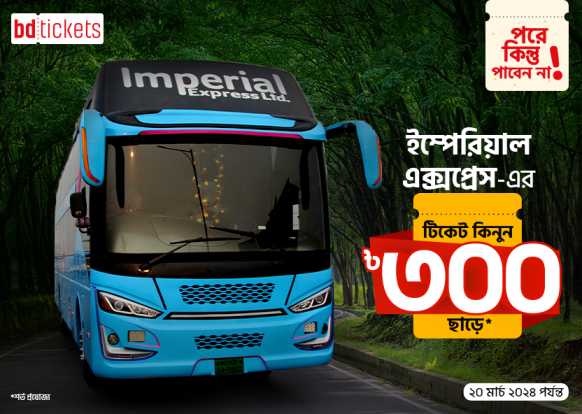 bdtickets
পরে
কিন্তু
পাবেন না!
Imperial
Express Ltd.
ইম্পেরিয়াল
এক্সপ্রেস-এর
টিকেট কিনুন
৳৩০০
ছাড়ে*
*শর্ত প্রযোজ্য
২০ মার্চ ২০২৪ পর্যন্ত